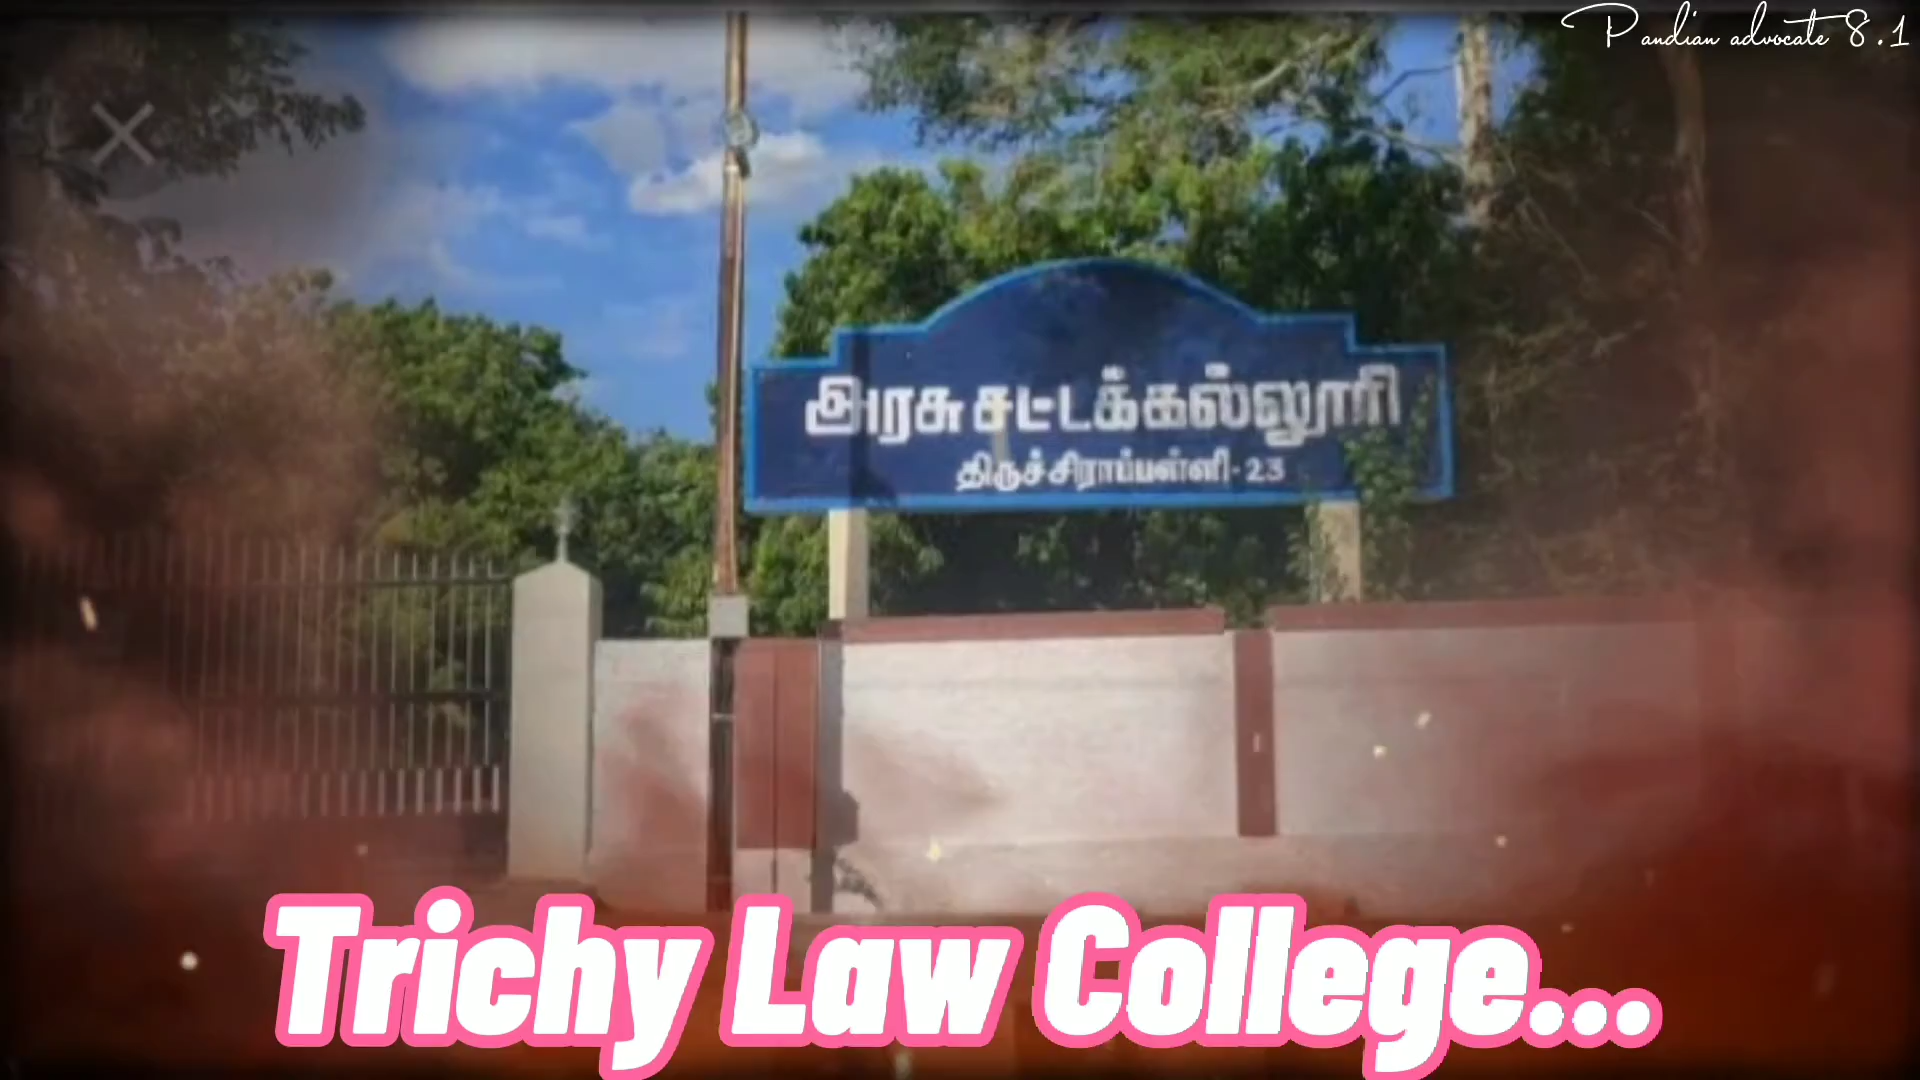 Pandian advocate 8.1
அரசு சட்டக்கல்லூரி
திருச்சிராப்பள்ளி-23
Trichy Law College...